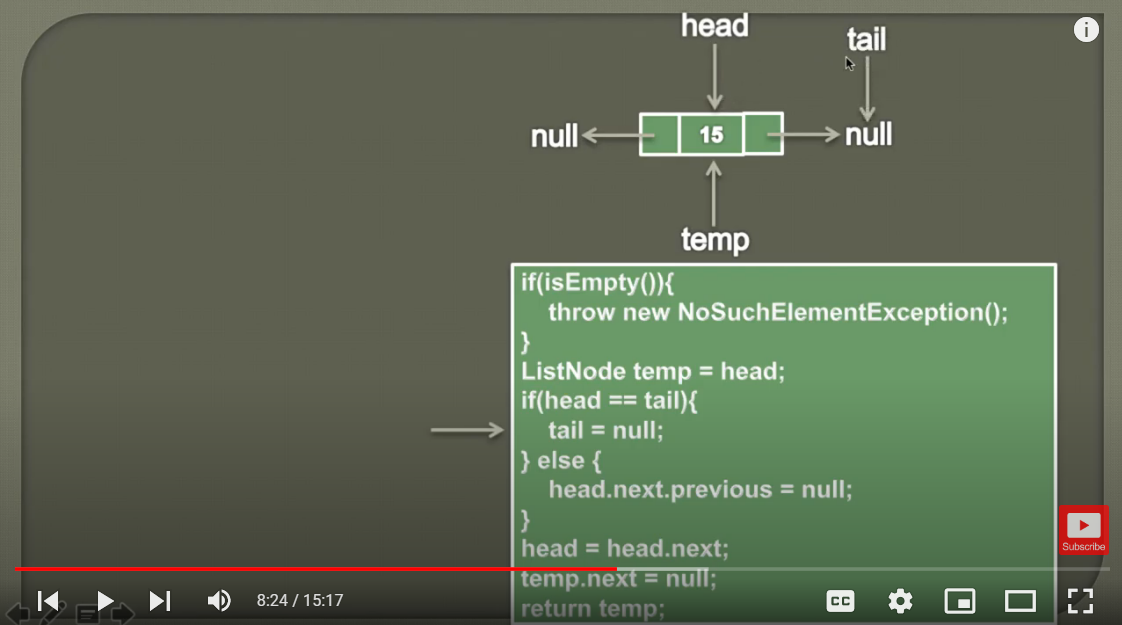 head
tail
null
15
null
temp
if(isEmpty()){
throw new NoSuchElementException();
}
ListNode temp = head;
if(head == tail){
tail = null;
} else {
head.next.previous = null;
}
head = head.next;
temp.next = null;
return temp;
Subscribe
8:24 / 15:17
CC